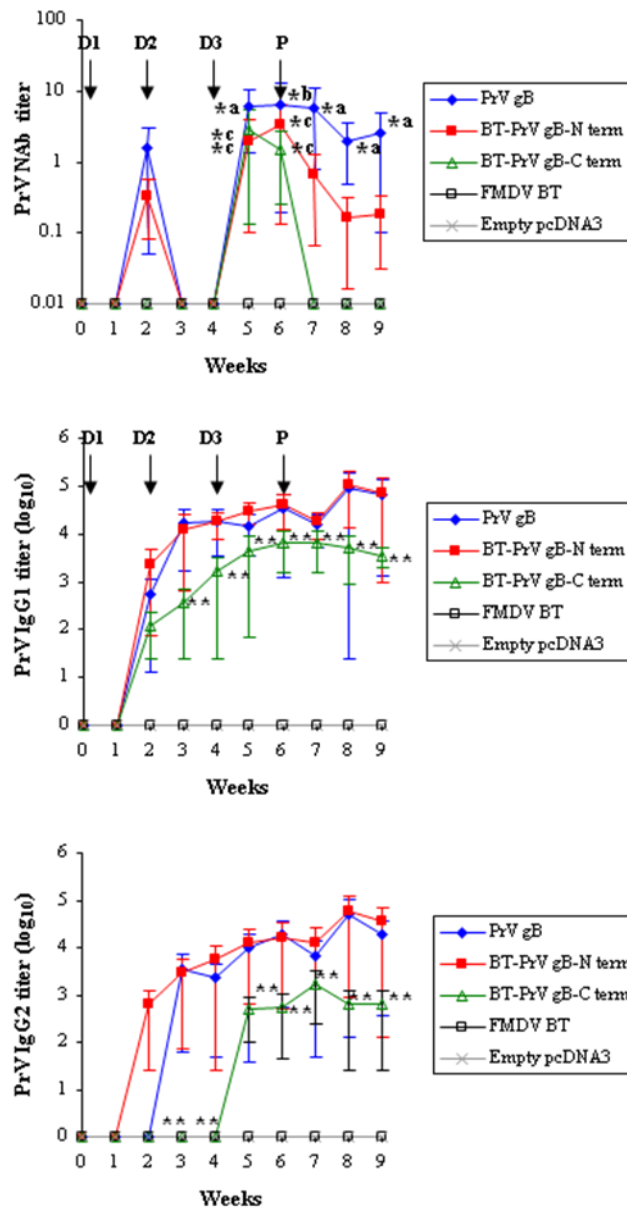 D1 D2 D3 P
100
10
1
0.1
0.01
PrV NAb titer
*a *b *a *a *a
*c *c
*c *c
0 1 2 3 4 5 6 7 8 9
Weeks
PrV gB
BT-PrV gB-N term
BT-PrV gB-C term
FMDV BT
Empty pcDNA3
D1 D2 D3 P
6
5
4
3
2
1
0
PrV IgG1 titer (log10)
** ** ** ** ** ** **
0 1 2 3 4 5 6 7 8 9
Weeks
PrV gB
BT-PrV gB-N term
BT-PrV gB-C term
FMDV BT
Empty pcDNA3
6
5
4
3
2
1
0
PrV IgG2 titer (log10)
** ** ** ** ** ** **
0 1 2 3 4 5 6 7 8 9
Weeks
PrV gB
BT-PrV gB-N term
BT-PrV gB-C term
FMDV BT
Empty pcDNA3